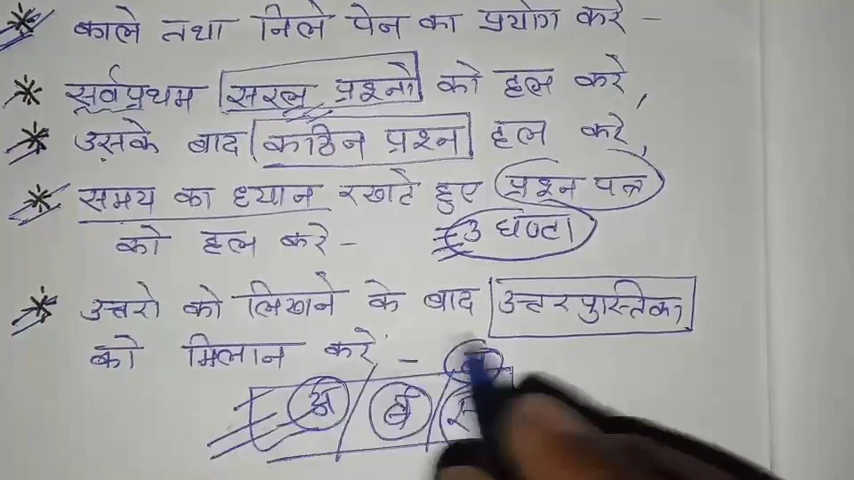 काले तथा निले पेन का प्रयोग करे -
सर्वप्रथम सरल प्रश्नो को हल करे,
उसके बाद कठिन प्रश्न हल करे,
समय का ध्यान रखते हुए प्रश्न पत्र
को हल करे - 3 घण्टा
उत्तरो को लिखने के बाद उत्तरपुस्तिका
को मिलान करे -
अ ब स